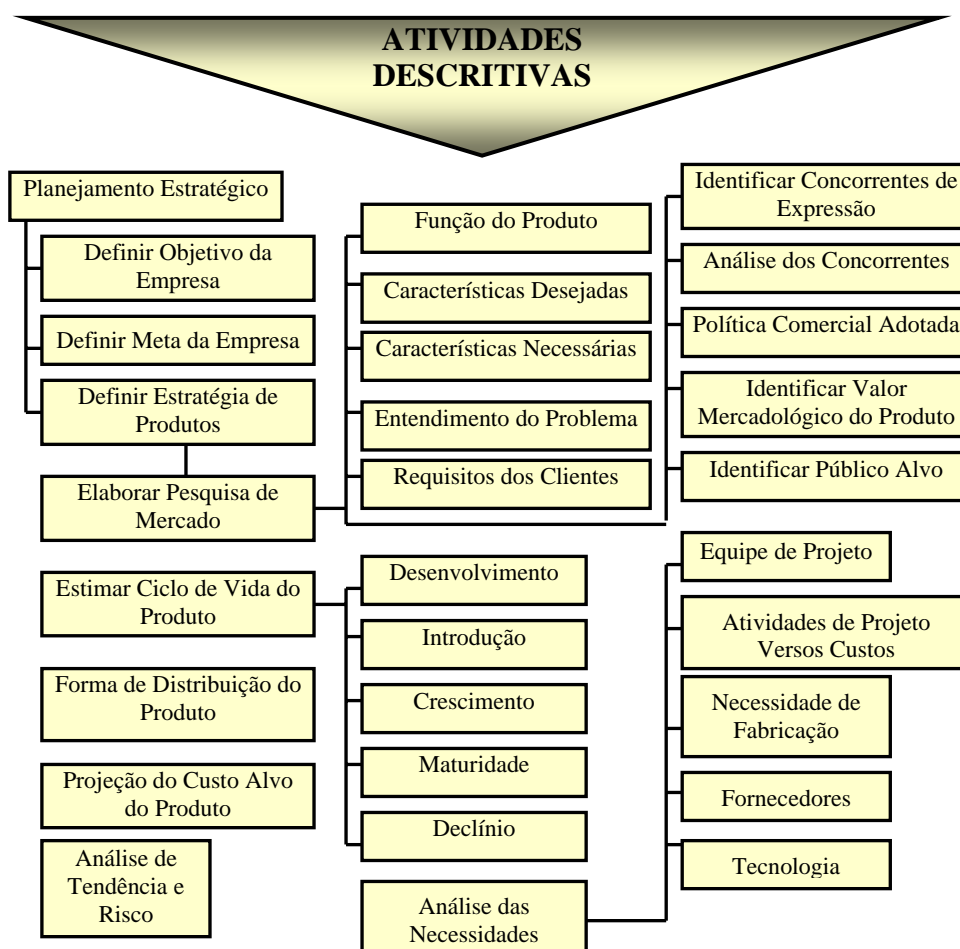 ATIVIDADES
DESCRITIVAS
Planejamento Estratégico
Definir Objetivo da
Empresa
Definir Meta da Empresa
Definir Estratégia de
Produtos
Elaborar Pesquisa de
Mercado
Função do Produto
Características Desejadas
Características Necessárias
Entendimento do Problema
Requisitos dos Clientes
Identificar Concorrentes de
Expressão
Análise dos Concorrentes
Política Comercial Adotada
Identificar Valor
Mercadológico do Produto
Identificar Público Alvo
Estimar Ciclo de Vida do
Produto
Desenvolvimento
Introdução
Crescimento
Maturidade
Declínio
Forma de Distribuição do
Produto
Projeção do Custo Alvo
do Produto
Análise de
Tendência e
Risco
Análise das
Necessidades
Equipe de Projeto
Atividades de Projeto
Versos Custos
Necessidade de
Fabricação
Fornecedores
Tecnologia